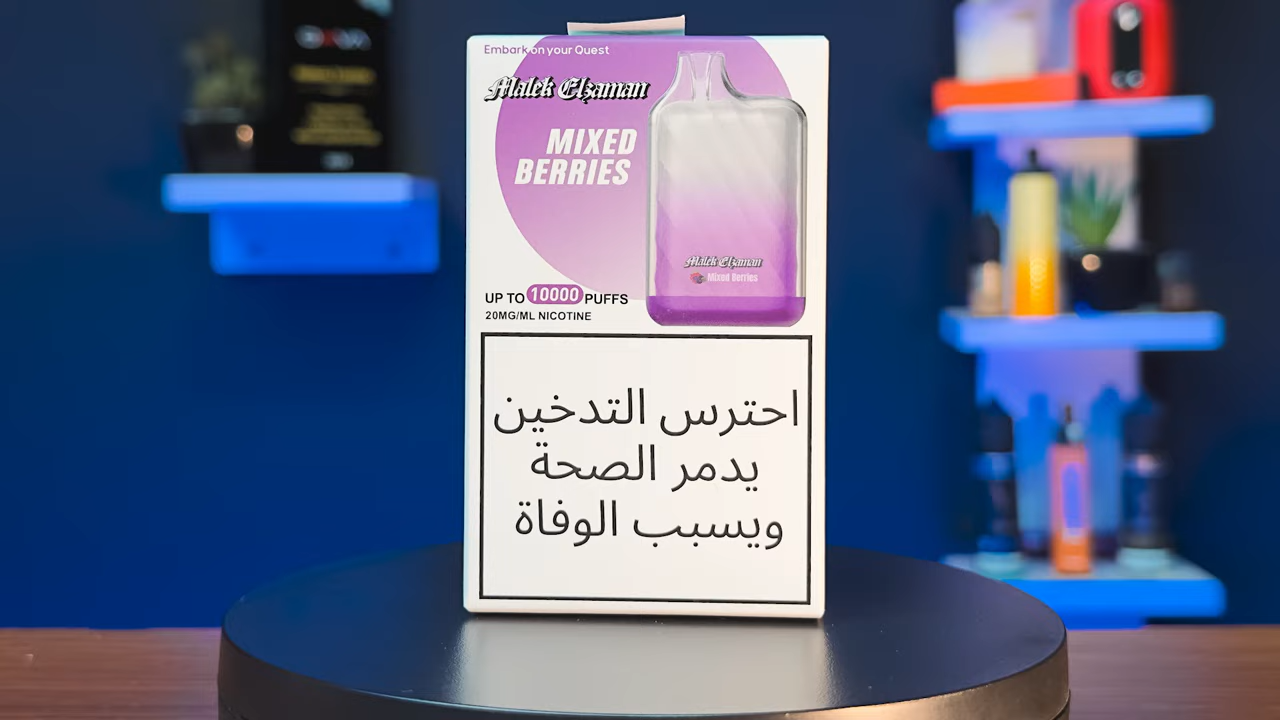 Embark on your Quest
Malek Elzaman
MIXED
BERRIES
Malek Elzaman
Mixed Berries
UP TO 10000 PUFFS
20MG/ML NICOTINE
احترس التدخين
يدمر الصحة
ويسبب الوفاة